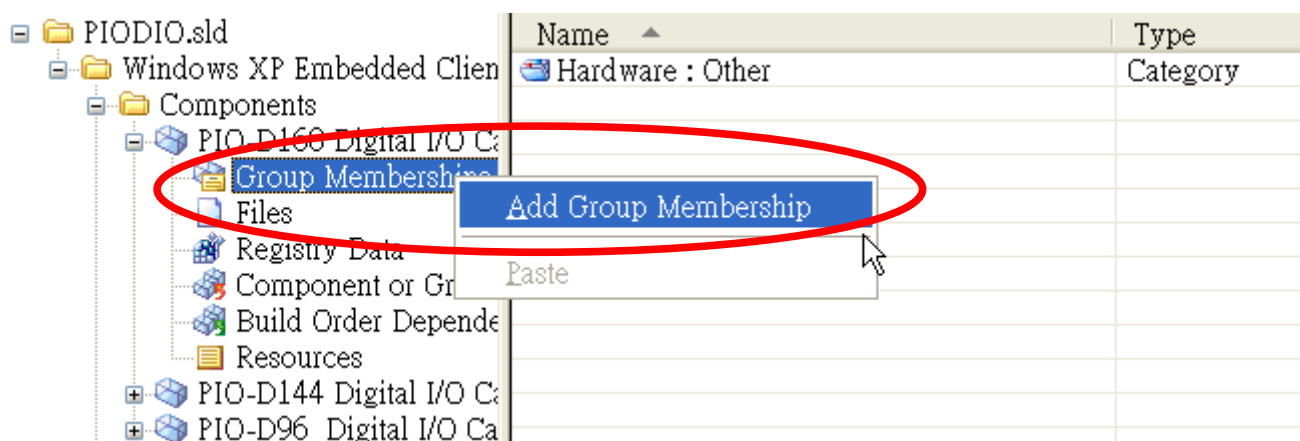 PIODIO.sld
Name Type
Windows XP Embedded Clien
Hardware : Other Category
Components
PIO-D168 Digital I/O Ca
Group Memberships
Add Group Membership
Files
Registry Data
Paste
Component or Gr
Build Order Depende
Resources
PIO-D144 Digital I/O Ca
PIO-D96 Digital I/O Ca